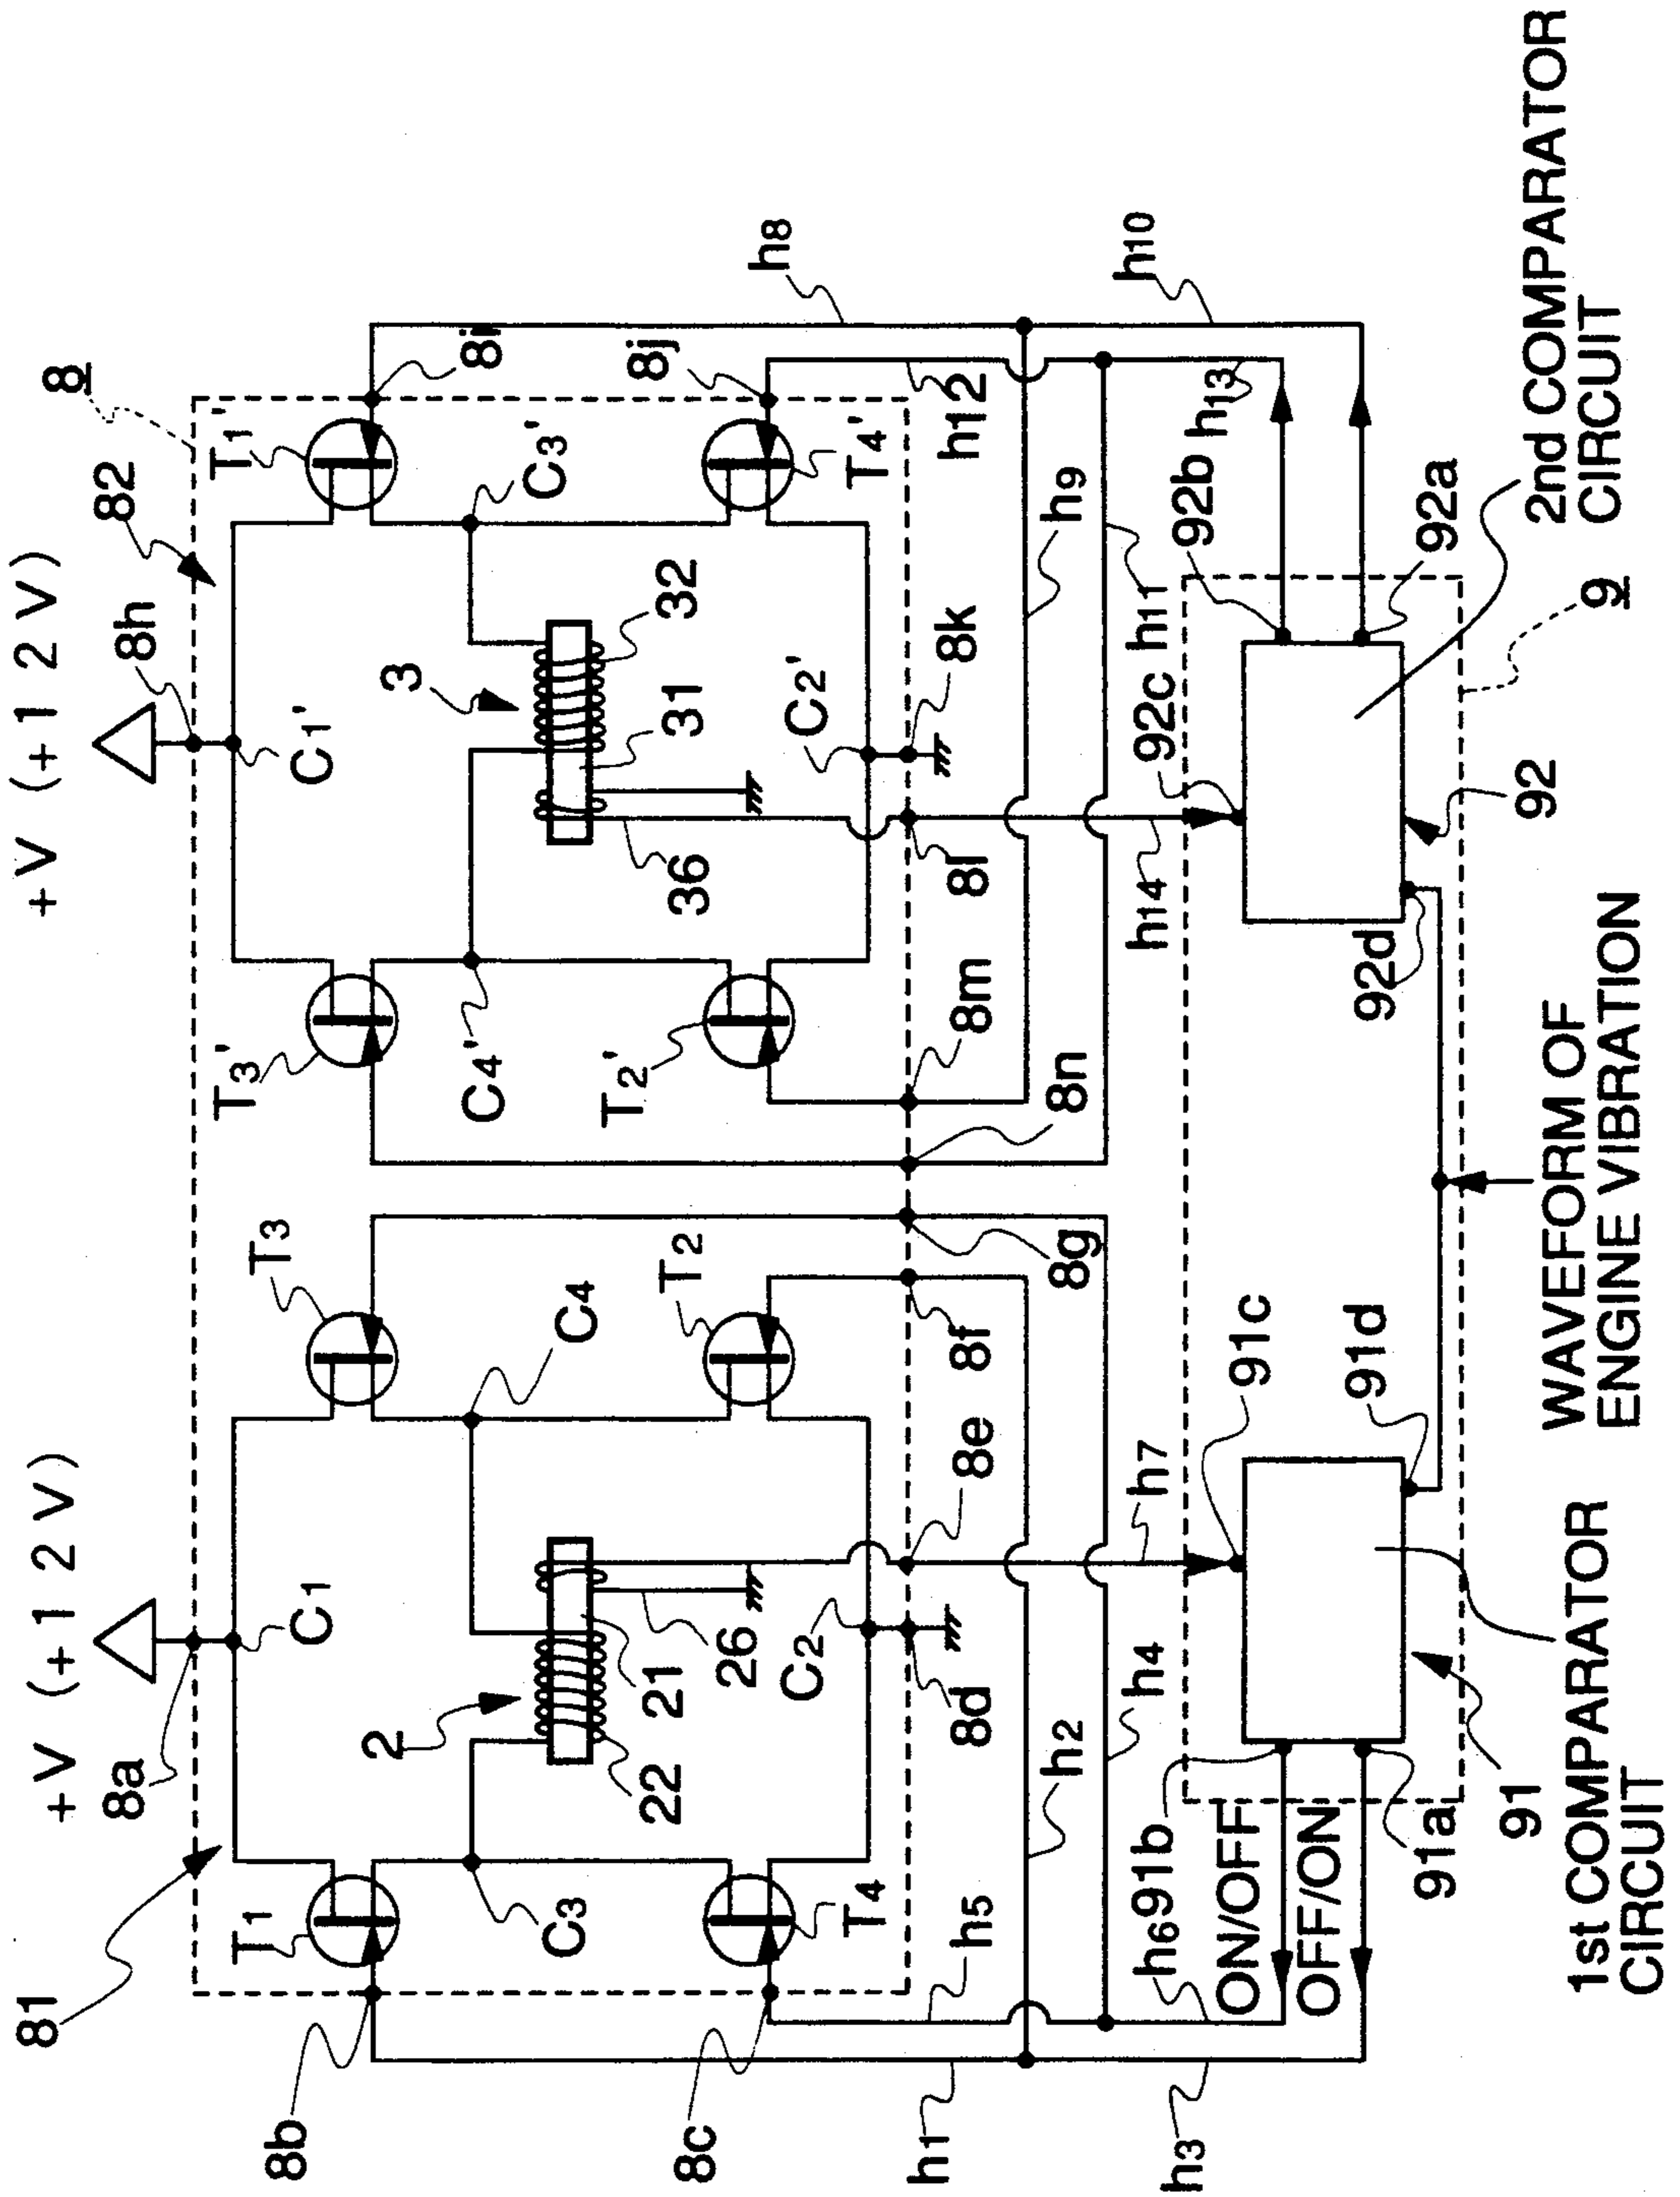 +V (+12V)
+V (+12V)
8a
8h
8
81
82
T1
C1
T3
T3'
C1'
T1'
8b
8i
C3
2
22
21
26
C4
C4'
3
31
32
36
C3'
8c
T4
C2
T2
T2'
C2'
T4'
8j
8d
8e
8f
8g
8n
8m
8l
8k
h1
h5
h2
h4
h7
h14
h9
h11
h12
h8
h3
h6
91b
ON/OFF
OFF/ON
91a
91c
91d
92d
92c
92b
h13
h10
92a
91
92
9
1st COMPARATOR
CIRCUIT
WAVEFORM OF
ENGINE VIBRATION
2nd COMPARATOR
CIRCUIT